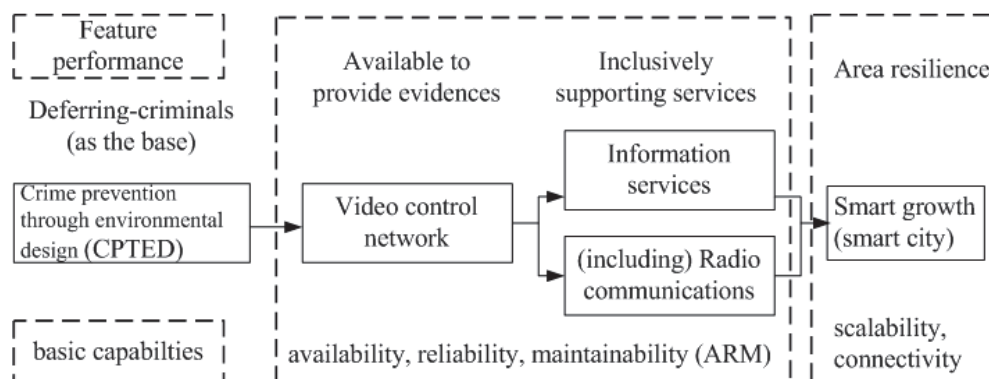 Feature
performance
Deferring-criminals
(as the base)
Crime prevention
through environmental
design (CPTED)
basic capabilties
Available to
provide evidences
Inclusively
supporting services
Video control
network
Information
services
(including) Radio
communications
availability, reliability, maintainability (ARM)
Area resilience
Smart growth
(smart city)
scalability,
connectivity